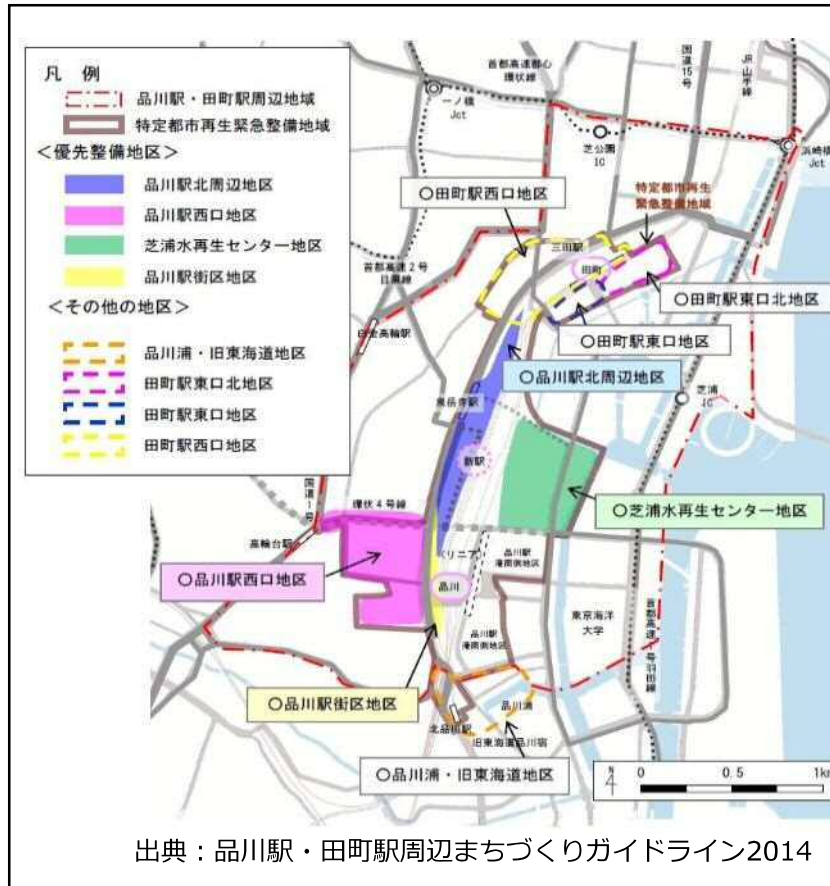 凡 例
品川駅・田町駅周辺地域
特定都市再生緊急整備地域
＜優先整備地区＞
品川駅北周辺地区
品川駅西口地区
芝浦水再生センター地区
品川駅街区地区
＜その他の地区＞
品川浦・旧東海道地区
田町駅東口北地区
田町駅東口地区
田町駅西口地区
首都高速都心
環状線
国道15号
JR山手線
一ノ橋
Jct
芝公園
IC
浜崎橋
Jct
○田町駅西口地区
特定都市再生
緊急整備地域
三田駅
田町
首都高速2号
目黒線
○田町駅東口北地区
○田町駅東口地区
白金高輪駅
○品川駅北周辺地区
芝浦
IC
泉岳寺駅
新駅
国道1号
環状4号線
○芝浦水再生センター地区
高輪台駅
(リニア)
品川駅
港南側地区
○品川駅西口地区
品川
東京海洋
大学
品川駅
港南側地区
首都高速1号羽田線
○品川駅街区地区
品川浦
北品川駅
旧東海道品川宿
○品川浦・旧東海道地区
N
0 0.5 1km
出典：品川駅・田町駅周辺まちづくりガイドライン2014